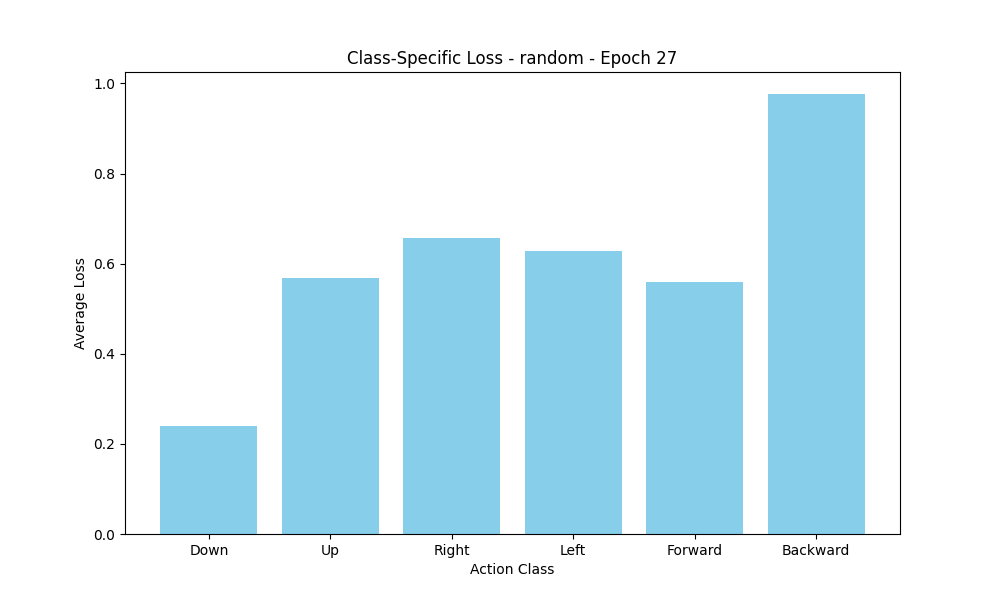 Class-Specific Loss - random - Epoch 27
1.0
0.8
0.6
0.4
0.2
0.0
Average Loss
Down Up Right Left Forward Backward
Action Class